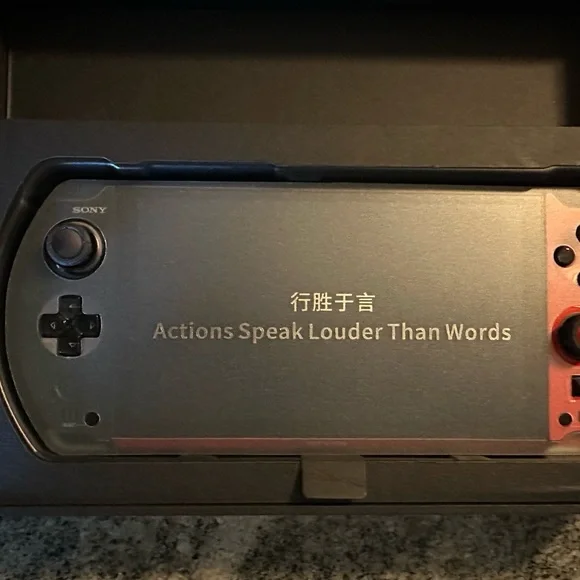 SONY
行胜于言
Actions Speak Louder Than Words